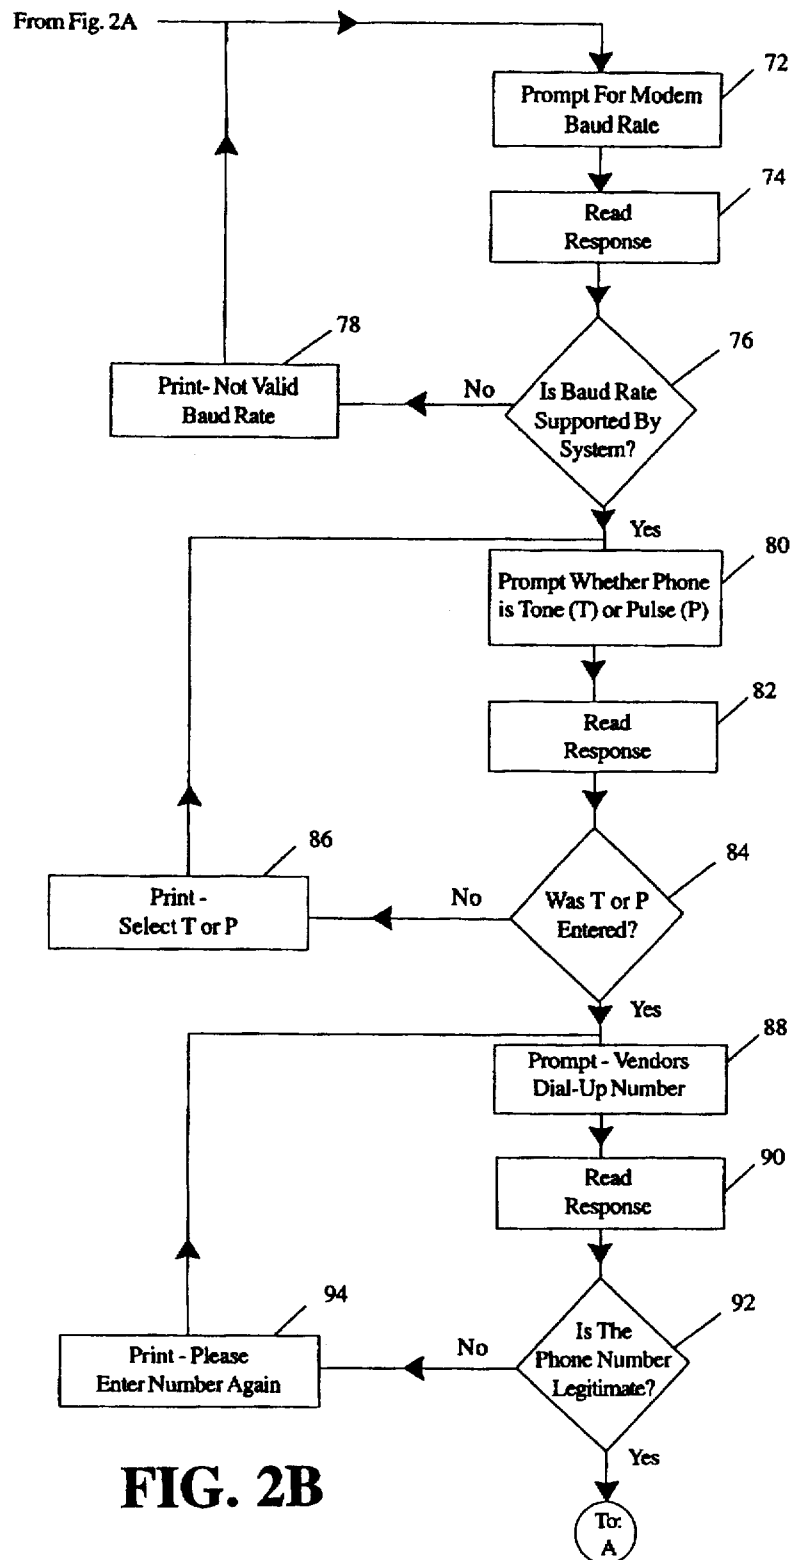 From Fig. 2A
72
Prompt For Modem
Baud Rate
74
Read
Response
78
Print- Not Valid
Baud Rate
No
76
Is Baud Rate
Supported By
System?
Yes
80
Prompt Whether Phone
is Tone (T) or Pulse (P)
82
Read
Response
86
Print -
Select T or P
No
84
Was T or P
Entered?
Yes
88
Prompt - Vendors
Dial-Up Number
90
Read
Response
94
Print - Please
Enter Number Again
No
92
Is The
Phone Number
Legitimate?
Yes
FIG. 2B
To:
A